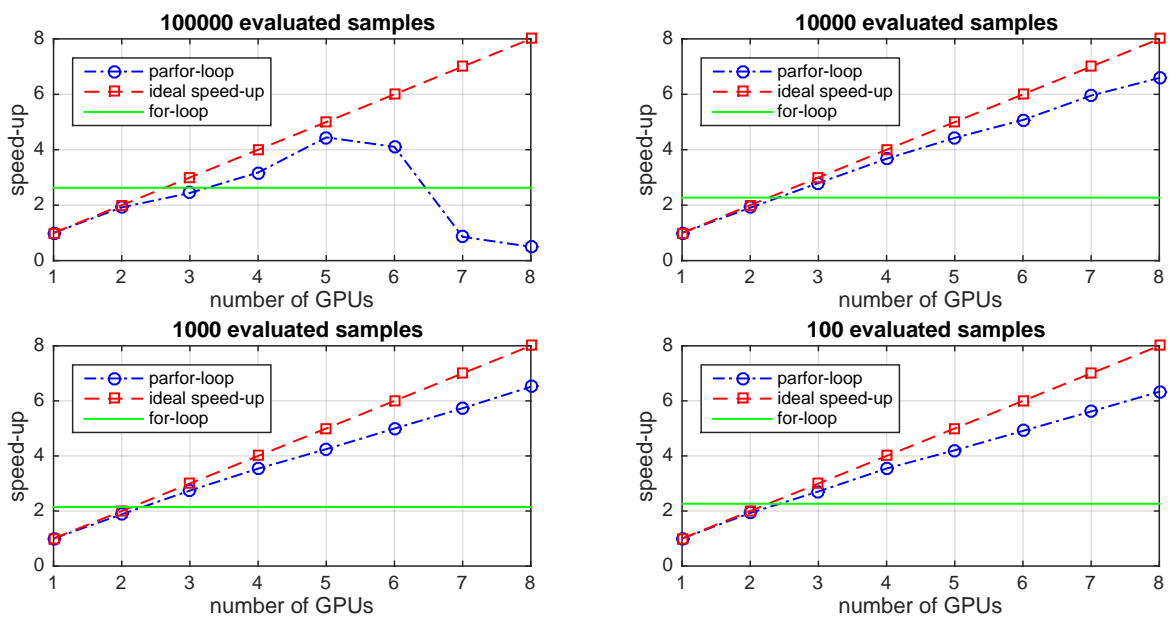 100000 evaluated samples
8
6
4
2
0
speed-up
parfor-loop
ideal speed-up
for-loop
1 2 3 4 5 6 7 8
number of GPUs
10000 evaluated samples
8
6
4
2
0
speed-up
parfor-loop
ideal speed-up
for-loop
1 2 3 4 5 6 7 8
number of GPUs
1000 evaluated samples
8
6
4
2
0
speed-up
parfor-loop
ideal speed-up
for-loop
1 2 3 4 5 6 7 8
number of GPUs
100 evaluated samples
8
6
4
2
0
speed-up
parfor-loop
ideal speed-up
for-loop
1 2 3 4 5 6 7 8
number of GPUs